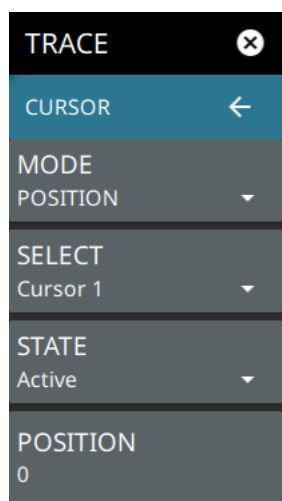 TRACE
CURSOR
MODE
POSITION
SELECT
Cursor 1
STATE
Active
POSITION
0